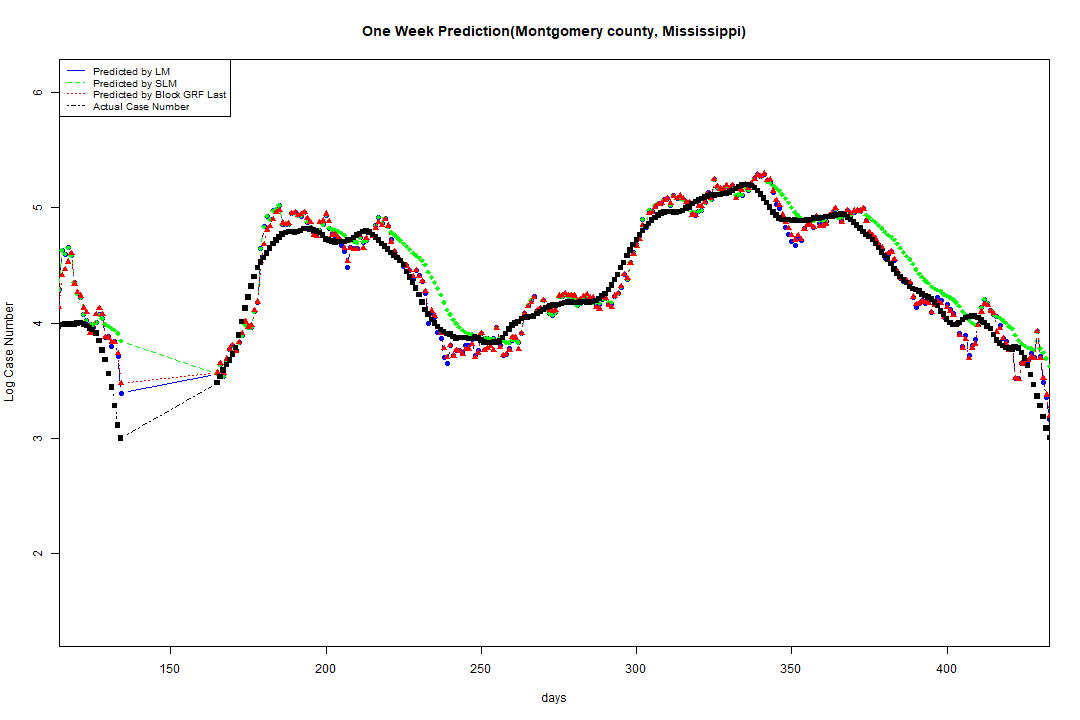 One Week Prediction(Montgomery county, Mississippi)
Predicted by LM
Predicted by SLM
Predicted by Block GRF Last
Actual Case Number
6
5
4
3
2
Log Case Number
150 200 250 300 350 400
days